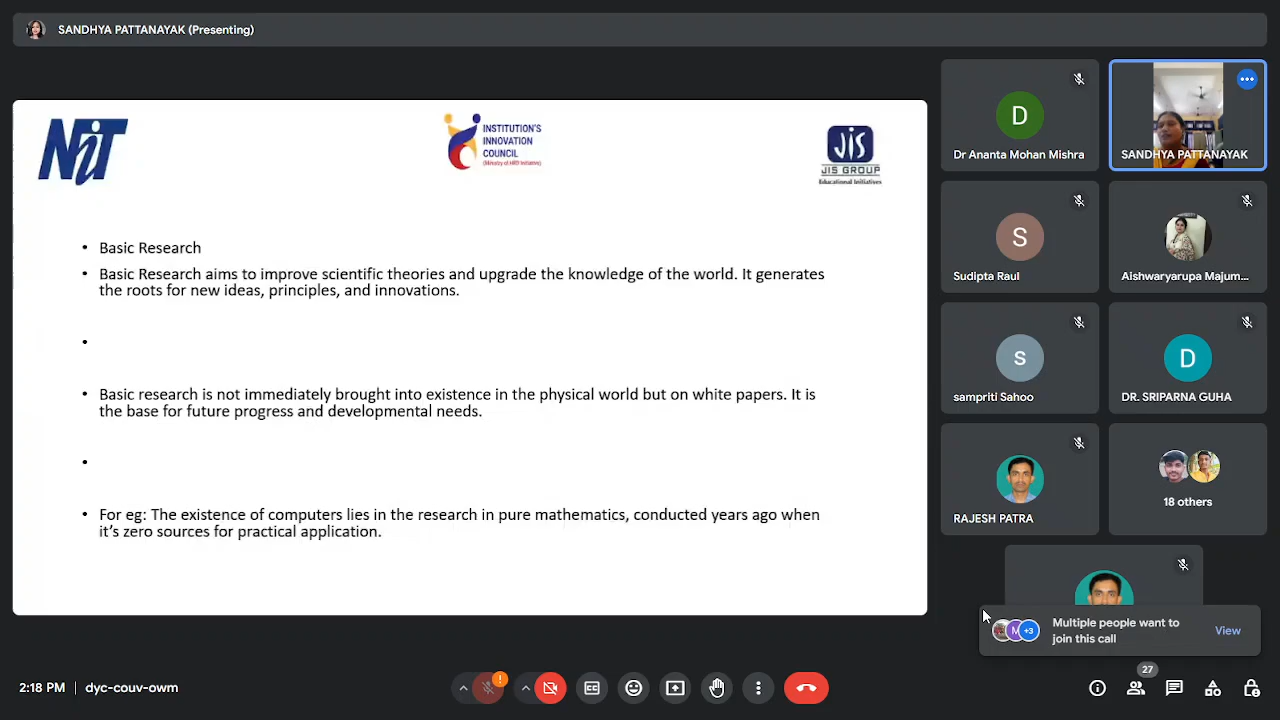 SANDHYA PATTANAYAK (Presenting)
NiT
INSTITUTION'S
INNOVATION
COUNCIL
(Ministry of HRD Initiative)
JIS
JIS GROUP
Educational Initiatives
• Basic Research
• Basic Research aims to improve scientific theories and upgrade the knowledge of the world. It generates
the roots for new ideas, principles, and innovations.
•
• Basic research is not immediately brought into existence in the physical world but on white papers. It is
the base for future progress and developmental needs.
•
• For eg: The existence of computers lies in the research in pure mathematics, conducted years ago when
it's zero sources for practical application.
D
Dr Ananta Mohan Mishra
SANDHYA PATTANAYAK
S
Sudipta Raul
Aishwaryarupa Majum...
s
sampriti Sahoo
D
DR. SRIPARNA GUHA
RAJESH PATRA
18 others
M
+3
Multiple people want to
join this call
View
2:18 PM | dyc-couv-owm
!
CC
27